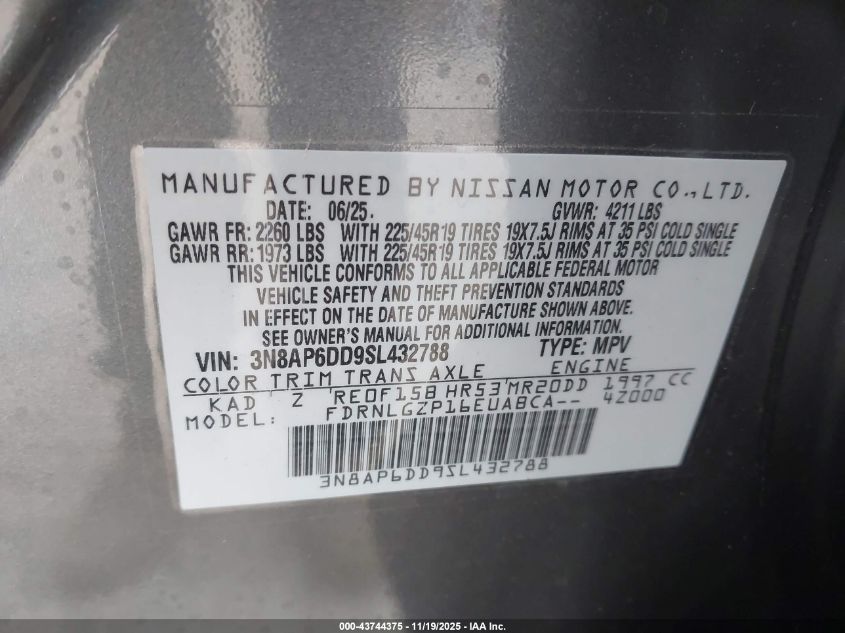 MANUFACTURED BY NISSAN MOTOR CO., LTD.
DATE: 06/25. GVWR: 4211 LBS
GAWR FR: 2260 LBS WITH 225/45R19 TIRES 19X7.5J RIMS AT 35 PSI COLD SINGLE
GAWR RR: 1973 LBS WITH 225/45R19 TIRES 19X7.5J RIMS AT 35 PSI COLD SINGLE
THIS VEHICLE CONFORMS TO ALL APPLICABLE FEDERAL MOTOR
VEHICLE SAFETY AND THEFT PREVENTION STANDARDS
IN EFFECT ON THE DATE OF MANUFACTURE SHOWN ABOVE.
SEE OWNER'S MANUAL FOR ADDITIONAL INFORMATION.
VIN: 3N8AP6DD9SL432788 TYPE: MPV
COLOR TRIM TRANS AXLE ENGINE
KAD Z RE0F15B HR53 MR20DD 1997 CC
MODEL: FDRNLGZP16EUABCA-- 4Z000
3N8AP6DD9SL432788
000-43744375 - 11/19/2025 - IAA Inc.